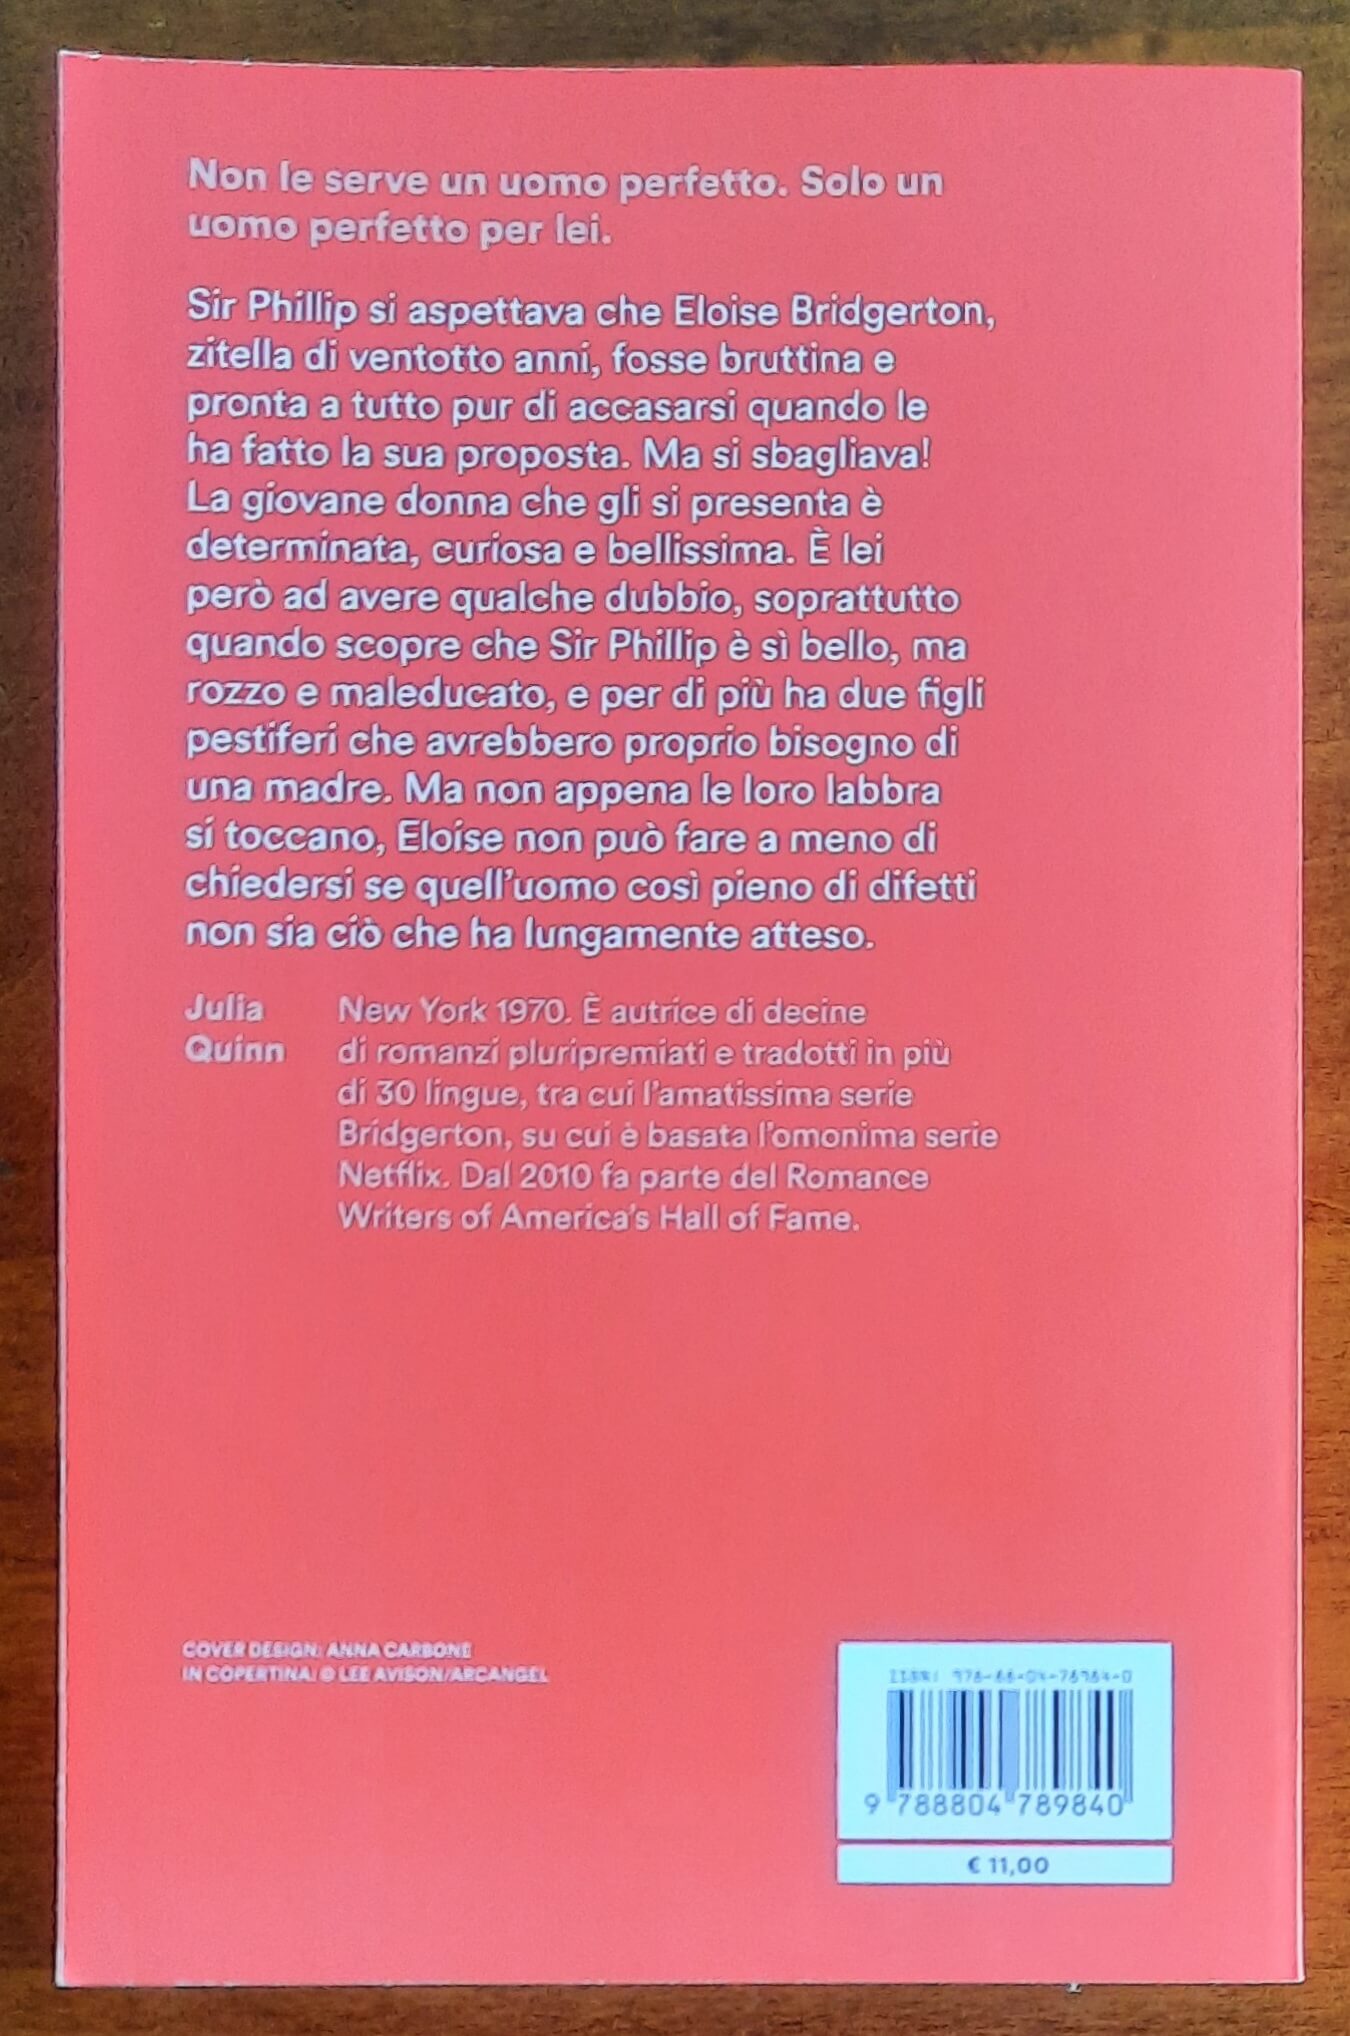 Non le serve un uomo perfetto. Solo un
uomo perfetto per lei.
Sir Phillip si aspettava che Eloise Bridgerton,
zitella di ventotto anni, fosse bruttina e
pronta a tutto pur di accasarsi quando le
ha fatto la sua proposta. Ma si sbagliava!
La giovane donna che gli si presenta è
determinata, curiosa e bellissima. È lei
però ad avere qualche dubbio, soprattutto
quando scopre che Sir Phillip è sì bello, ma
rozzo e maleducato, e per di più ha due figli
pestiferi che avrebbero proprio bisogno di
una madre. Ma non appena le loro labbra
si toccano, Eloise non può fare a meno di
chiedersi se quell'uomo così pieno di difetti
non sia ciò che ha lungamente atteso.
Julia Quinn
New York 1970. È autrice di decine
di romanzi pluripremiati e tradotti in più
di 30 lingue, tra cui l'amatissima serie
Bridgerton, su cui è basata l'omonima serie
Netflix. Dal 2010 fa parte del Romance
Writers of America's Hall of Fame.
COVER DESIGN: ANNA CARBONE
IN COPERTINA: © LEE AVISON/ARCANGEL
ISBN
9 788804 789840
€ 11,00